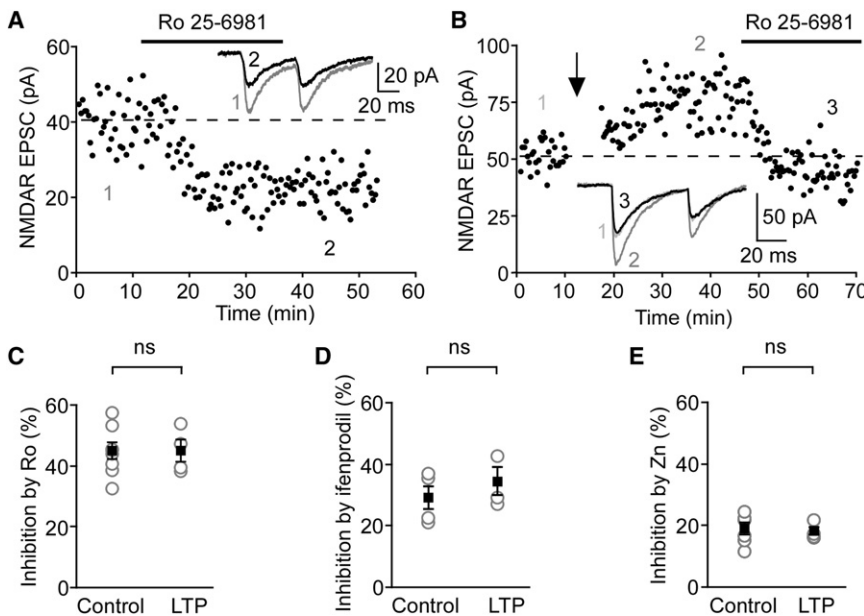 A
Ro 25-6981
60
40
20
0
NMDAR EPSC (pA)
1
2
1
2
20 pA
20 ms
0 10 20 30 40 50 60
Time (min)
B
Ro 25-6981
100
75
50
25
0
NMDAR EPSC (pA)
1
2
3
3
1
2
50 pA
20 ms
0 10 20 30 40 50 60 70
Time (min)
C
ns
60
40
20
0
Inhibition by Ro (%)
Control LTP
D
ns
60
40
20
0
Inhibition by ifenprodil (%)
Control LTP
E
ns
60
40
20
0
Inhibition by Zn (%)
Control LTP